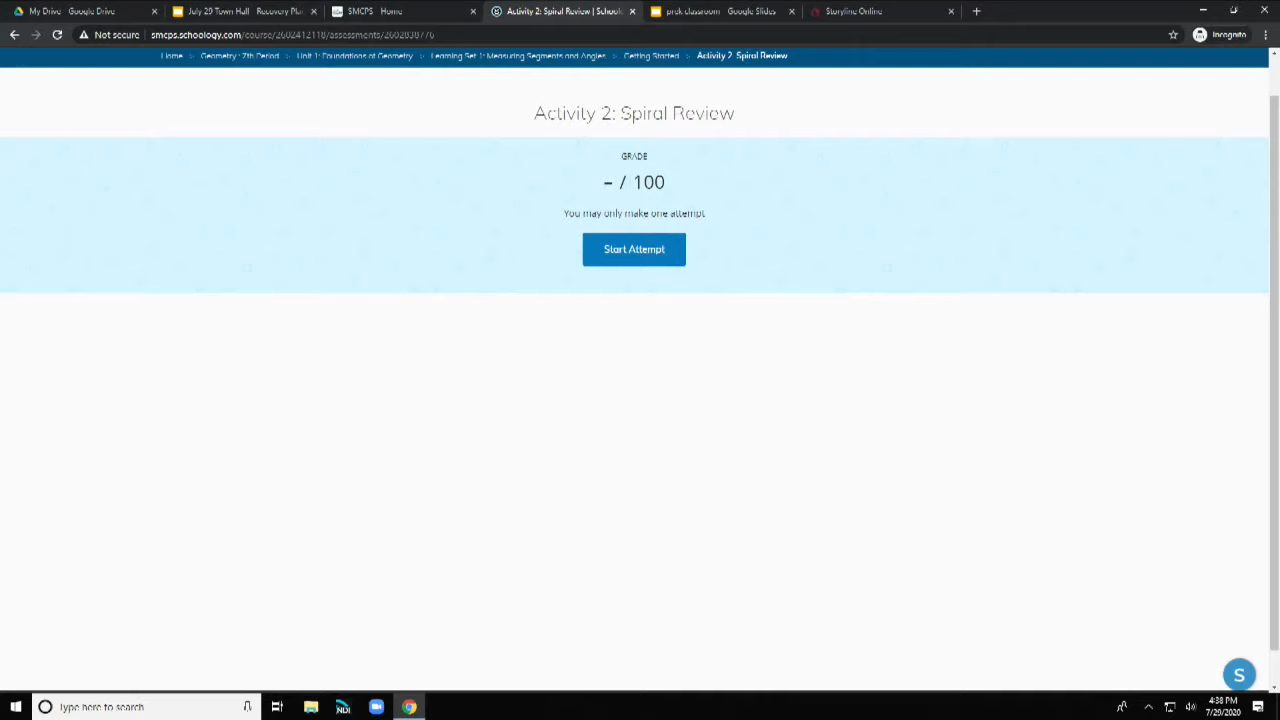 My Drive - Google Drive
July 29 Town Hall - Recovery Plan
SMCPS - Home
Activity 2: Spiral Review | School
prek classroom - Google Slides
Storyline Online
Not secure | smcps.schoology.com/course/2602412118/assessments/2602838776
Incognito
Home > Geometry : 7th Period > Unit 1: Foundations of Geometry > Learning Set 1: Measuring Segments and Angles > Getting Started > Activity 2: Spiral Review
Activity 2: Spiral Review
GRADE
- / 100
You may only make one attempt
Start Attempt
S
Type here to search
NDI
4:38 PM
7/29/2020